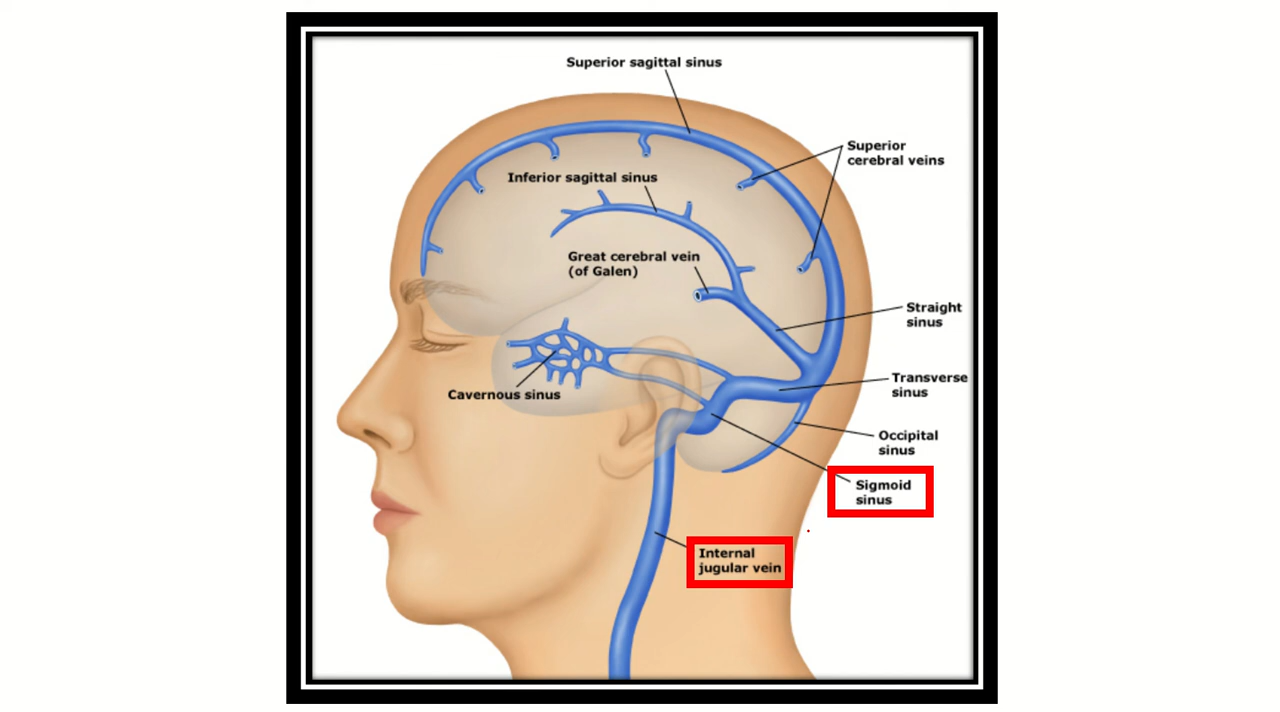 Superior sagittal sinus
Superior
cerebral veins
Inferior sagittal sinus
Great cerebral vein
(of Galen)
Straight
sinus
Transverse
sinus
Cavernous sinus
Occipital
sinus
Sigmoid
sinus
Internal
jugular vein